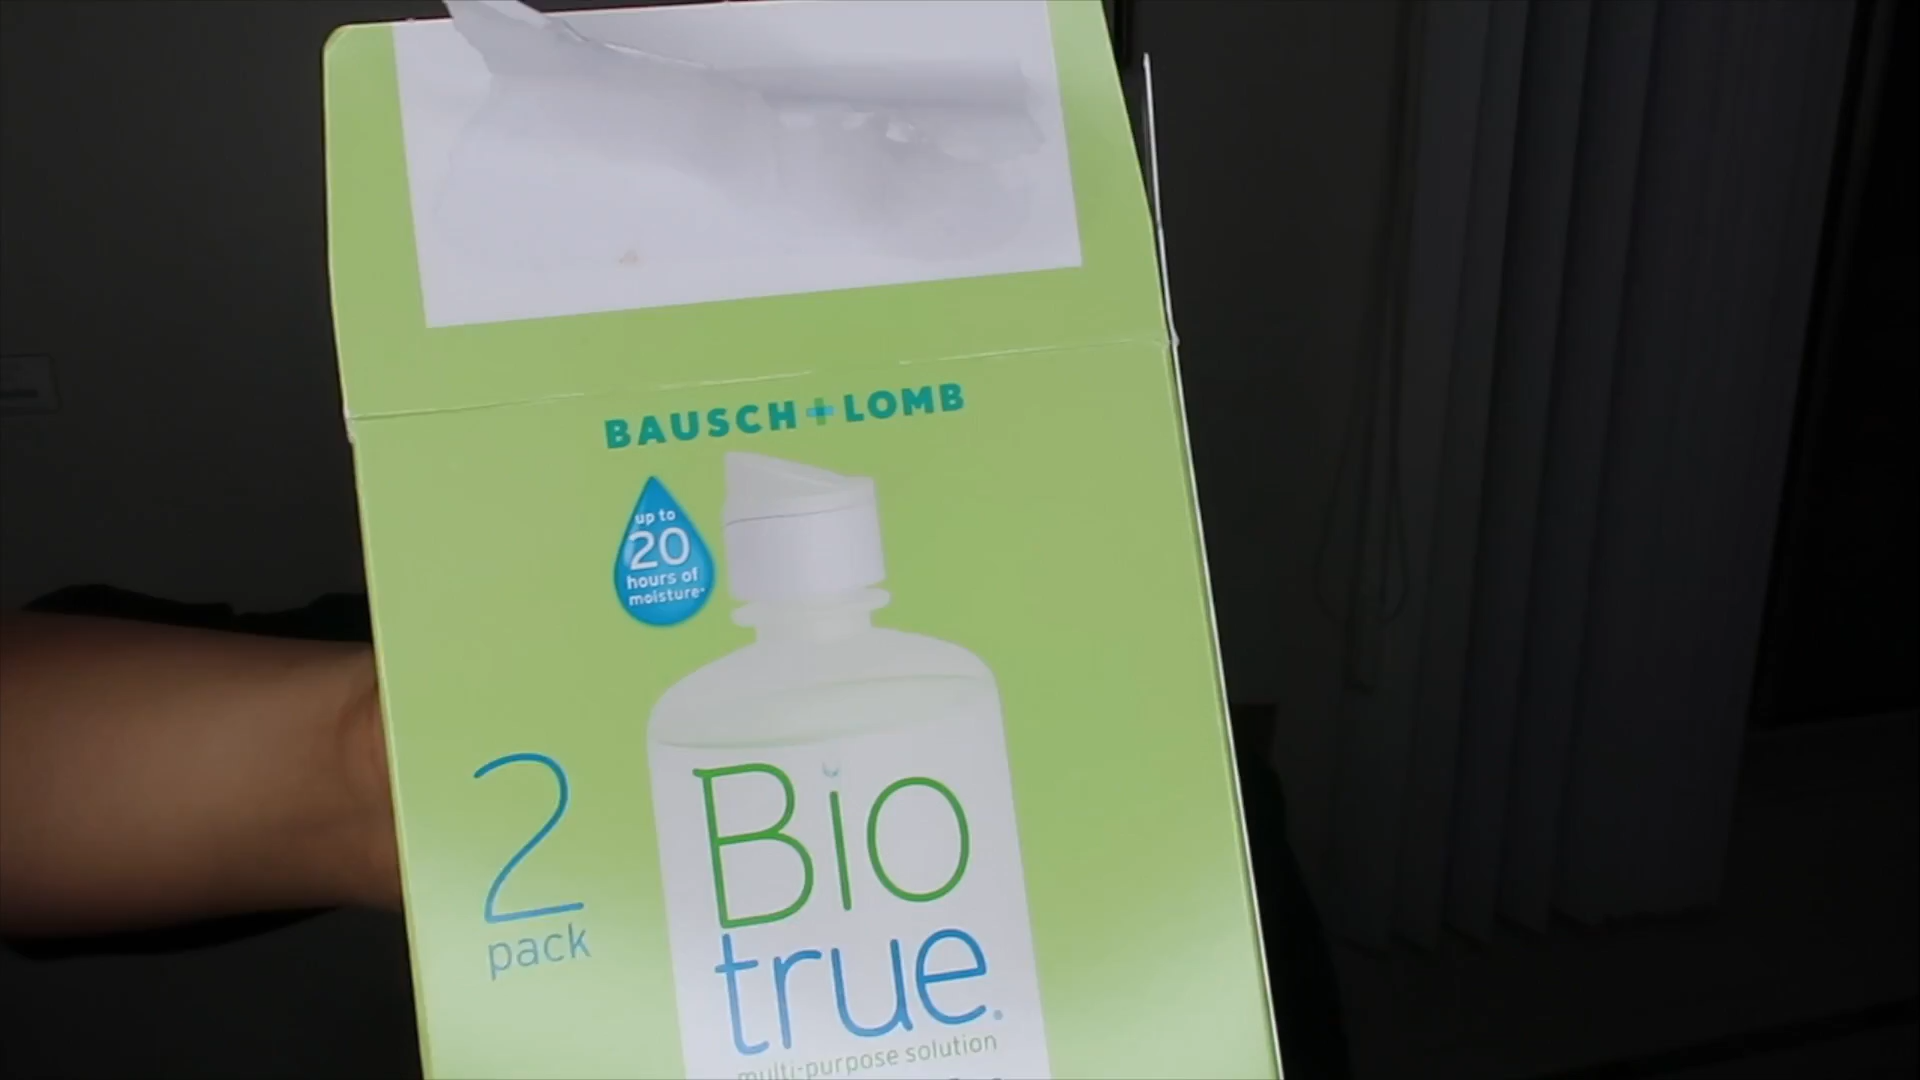 BAUSCH+LOMB
up to
20
hours of
moisture*
2
pack
Bio
true.
multi-purpose solution